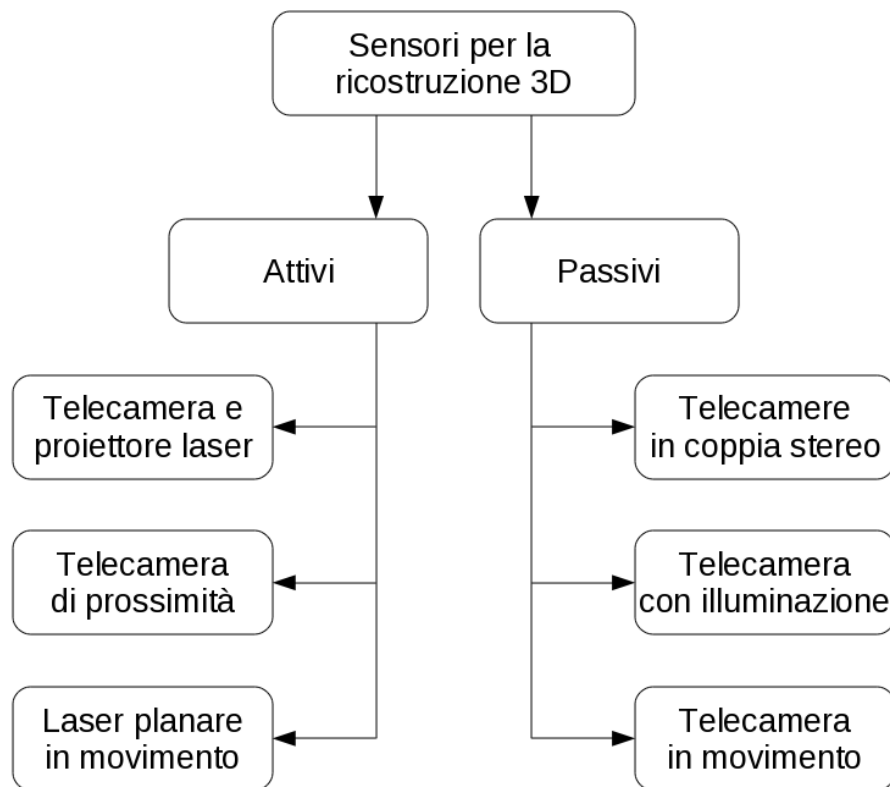 Sensori per la
ricostruzione 3D
Attivi
Passivi
Telecamera e
proiettore laser
Telecamere
in coppia stereo
Telecamera
di prossimità
Telecamera
con illuminazione
Laser planare
in movimento
Telecamera
in movimento